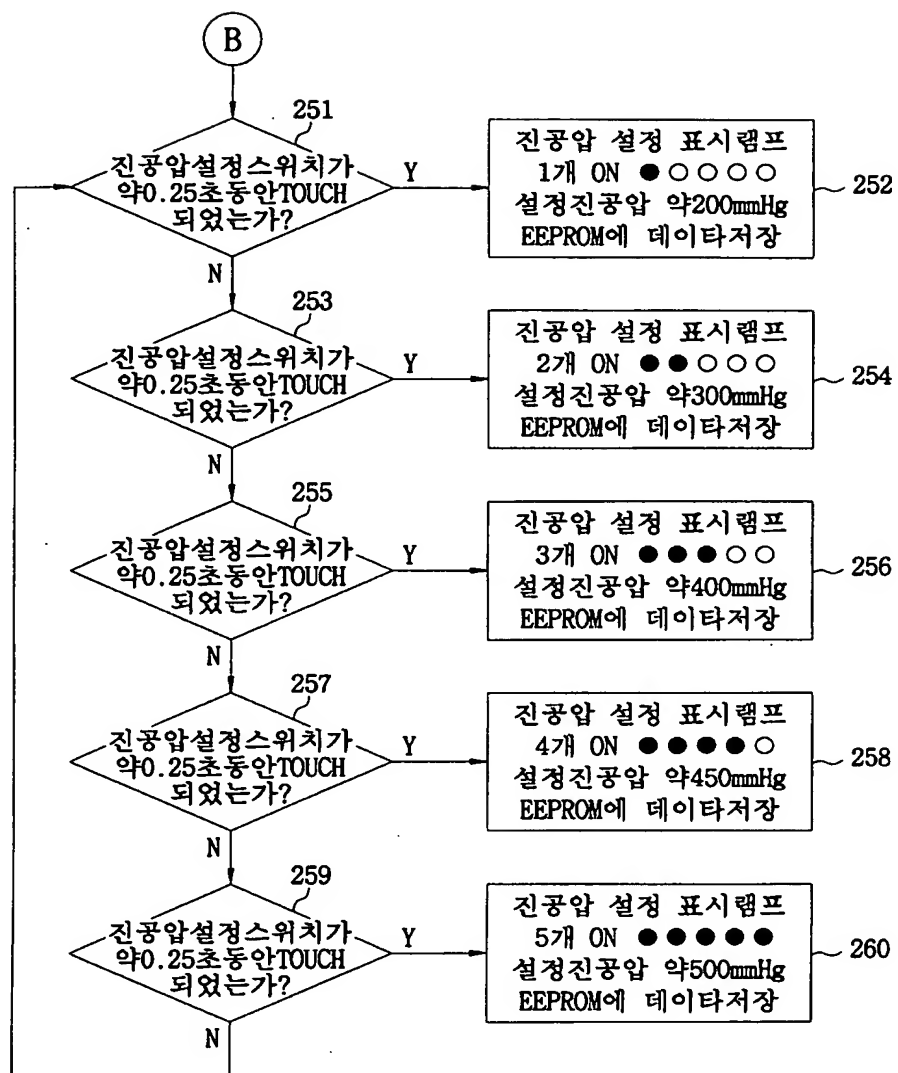 B
251
진공압설정스위치가
약0.25초동안TOUCH
되었는가?
Y
진공압 설정 표시램프
1개 ON ●○○○○
설정진공압 약200mmHg
EEPROM에 데이타저장
252
N
253
진공압설정스위치가
약0.25초동안TOUCH
되었는가?
Y
진공압 설정 표시램프
2개 ON ●●○○○
설정진공압 약300mmHg
EEPROM에 데이타저장
254
N
255
진공압설정스위치가
약0.25초동안TOUCH
되었는가?
Y
진공압 설정 표시램프
3개 ON ●●●○○
설정진공압 약400mmHg
EEPROM에 데이타저장
256
N
257
진공압설정스위치가
약0.25초동안TOUCH
되었는가?
Y
진공압 설정 표시램프
4개 ON ●●●●○
설정진공압 약450mmHg
EEPROM에 데이타저장
258
N
259
진공압설정스위치가
약0.25초동안TOUCH
되었는가?
Y
진공압 설정 표시램프
5개 ON ●●●●●
설정진공압 약500mmHg
EEPROM에 데이타저장
260
N